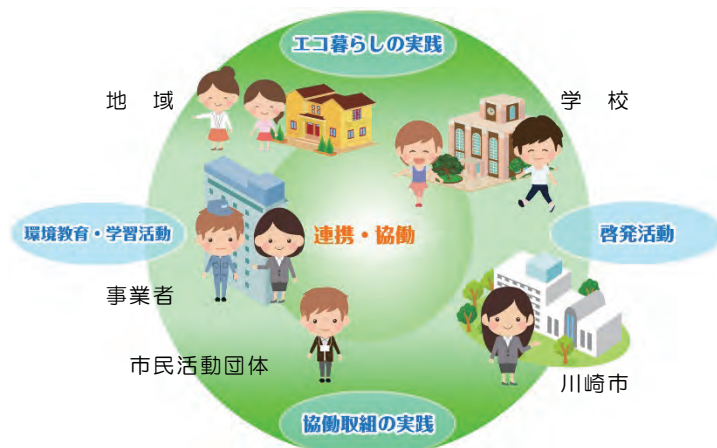 エコ暮らしの実践
地　域
学　校
環境教育・学習活動
連携・協働
啓発活動
事業者
市民活動団体
川崎市
協働取組の実践